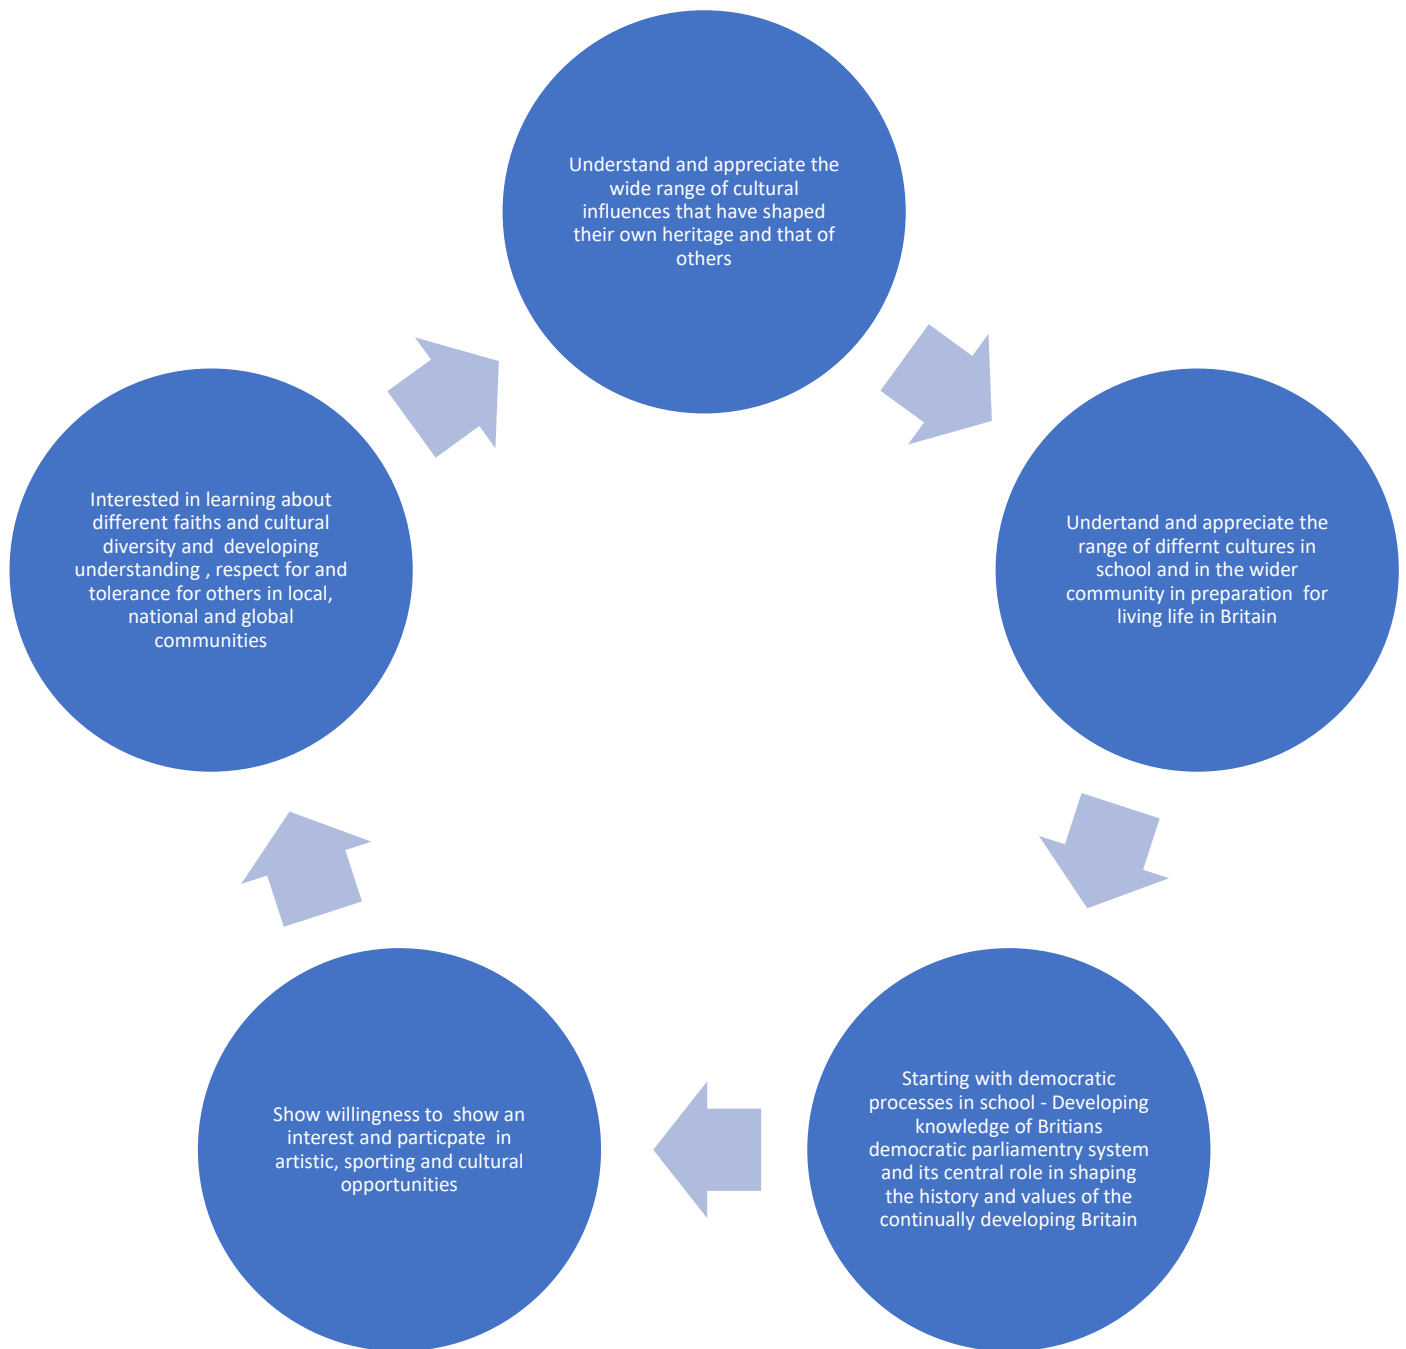 Understand and appreciate the
wide range of cultural
influences that have shaped
their own heritage and that of
others
Undertand and appreciate the
range of differnt cultures in
school and in the wider
community in preparation  for
living life in Britain
Starting with democratic
processes in school - Developing
knowledge of Britians
democratic parliamentry system
and its central role in shaping
the history and values of the
continually developing Britain
Show willingness to  show an
interest and particpate  in
artistic, sporting and cultural
opportunities
Interested in learning about
different faiths and cultural
diversity and  developing
understanding , respect for and
tolerance for others in local,
national and global
communities